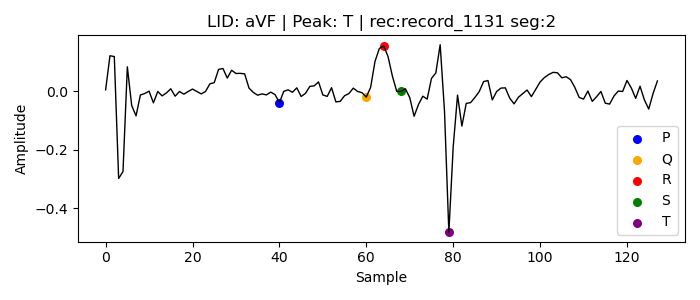 LID: aVF | Peak: T | rec:record_1131 seg:2
Amplitude
0.0
−0.2
−0.4
0 20 40 60 80 100 120
Sample
P
Q
R
S
T